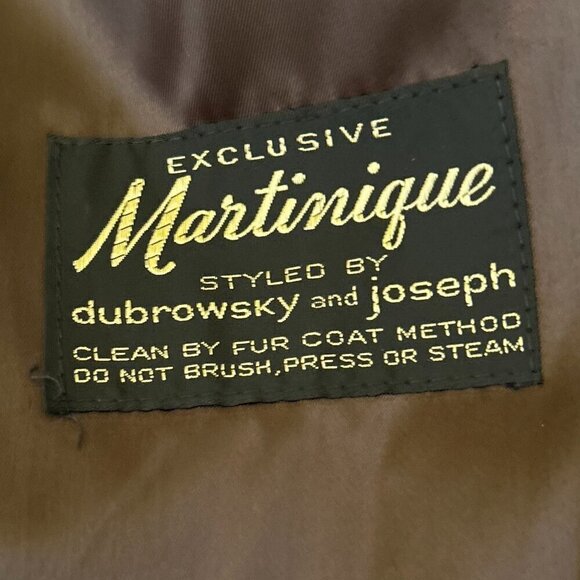 EXCLUSIVE
Martinique
STYLED BY
dubrowsky and joseph
CLEAN BY FUR COAT METHOD
DO NOT BRUSH, PRESS OR STEAM